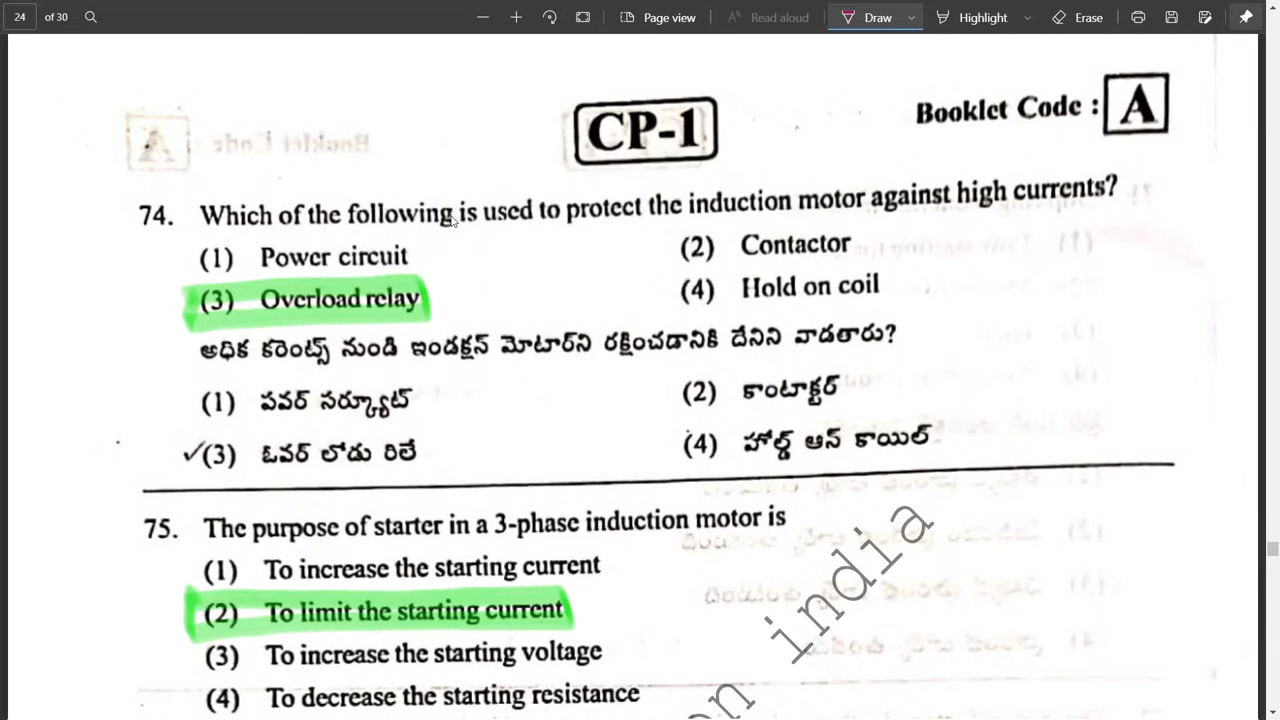 24 of 30 Page view Read aloud Draw Highlight Erase
CP-1
Booklet Code : A
74. Which of the following is used to protect the induction motor against high currents?
(1) Power circuit (2) Contactor
(3) Overload relay (4) Hold on coil
అధిక కరెంట్స్ నుండి ఇండక్షన్ మోటార్‌ని రక్షించడానికి దేనిని వాడతారు?
(1) పవర్ సర్క్యూట్ (2) కాంటాక్టర్
(3) ఓవర్ లోడు రిలే (4) హోల్డ్ ఆన్ కాయిల్
75. The purpose of starter in a 3-phase induction motor is
(1) To increase the starting current
(2) To limit the starting current
(3) To increase the starting voltage
(4) To decrease the starting resistance
on india